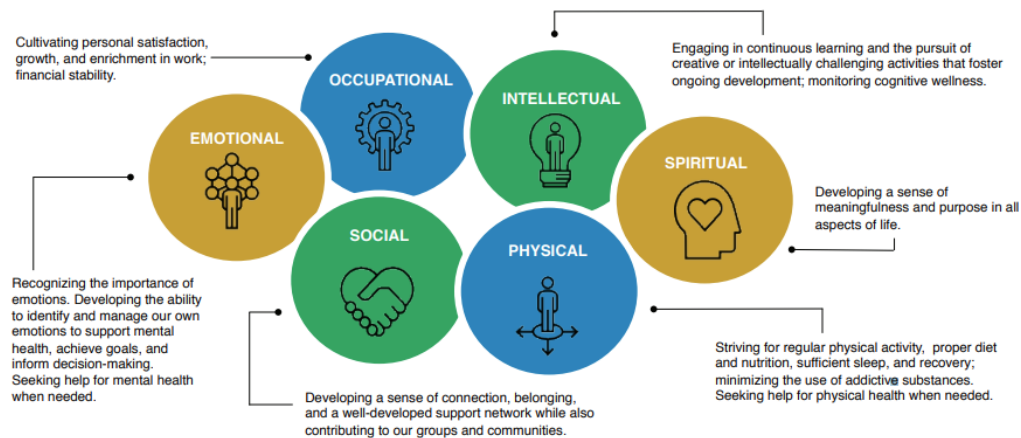 Cultivating personal satisfaction,
growth, and enrichment in work;
financial stability.
OCCUPATIONAL
INTELLECTUAL
Engaging in continuous learning and the pursuit of
creative or intellectually challenging activities that foster
ongoing development; monitoring cognitive wellness.
EMOTIONAL
SPIRITUAL
Developing a sense of
meaningfulness and purpose in all
aspects of life.
SOCIAL
PHYSICAL
Recognizing the importance of
emotions. Developing the ability
to identify and manage our own
emotions to support mental
health, achieve goals, and
inform decision-making.
Seeking help for mental health
when needed.
Striving for regular physical activity, proper diet
and nutrition, sufficient sleep, and recovery;
minimizing the use of addictive substances.
Seeking help for physical health when needed.
Developing a sense of connection, belonging,
and a well-developed support network while also
contributing to our groups and communities.